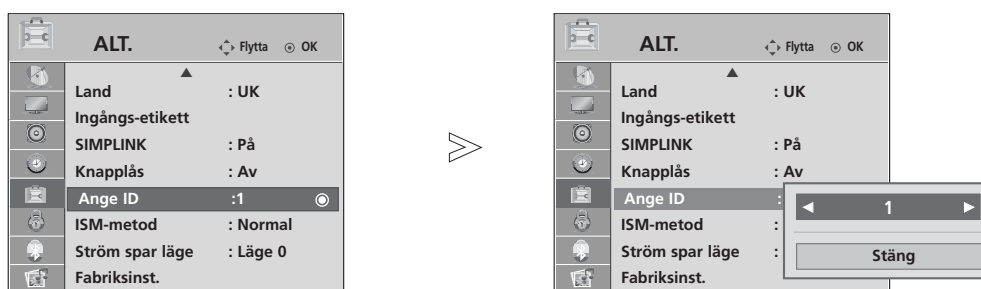 ALT. Flytta OK
Land : UK
Ingångs-etikett
SIMPLINK : På
Knapplås : Av
Ange ID :1
ISM-metod : Normal
Ström spar läge : Läge 0
Fabriksinst.
ALT. Flytta OK
Land : UK
Ingångs-etikett
SIMPLINK : På
Knapplås : Av
Ange ID :
ISM-metod :
Ström spar läge :
Fabriksinst.
1
Stäng